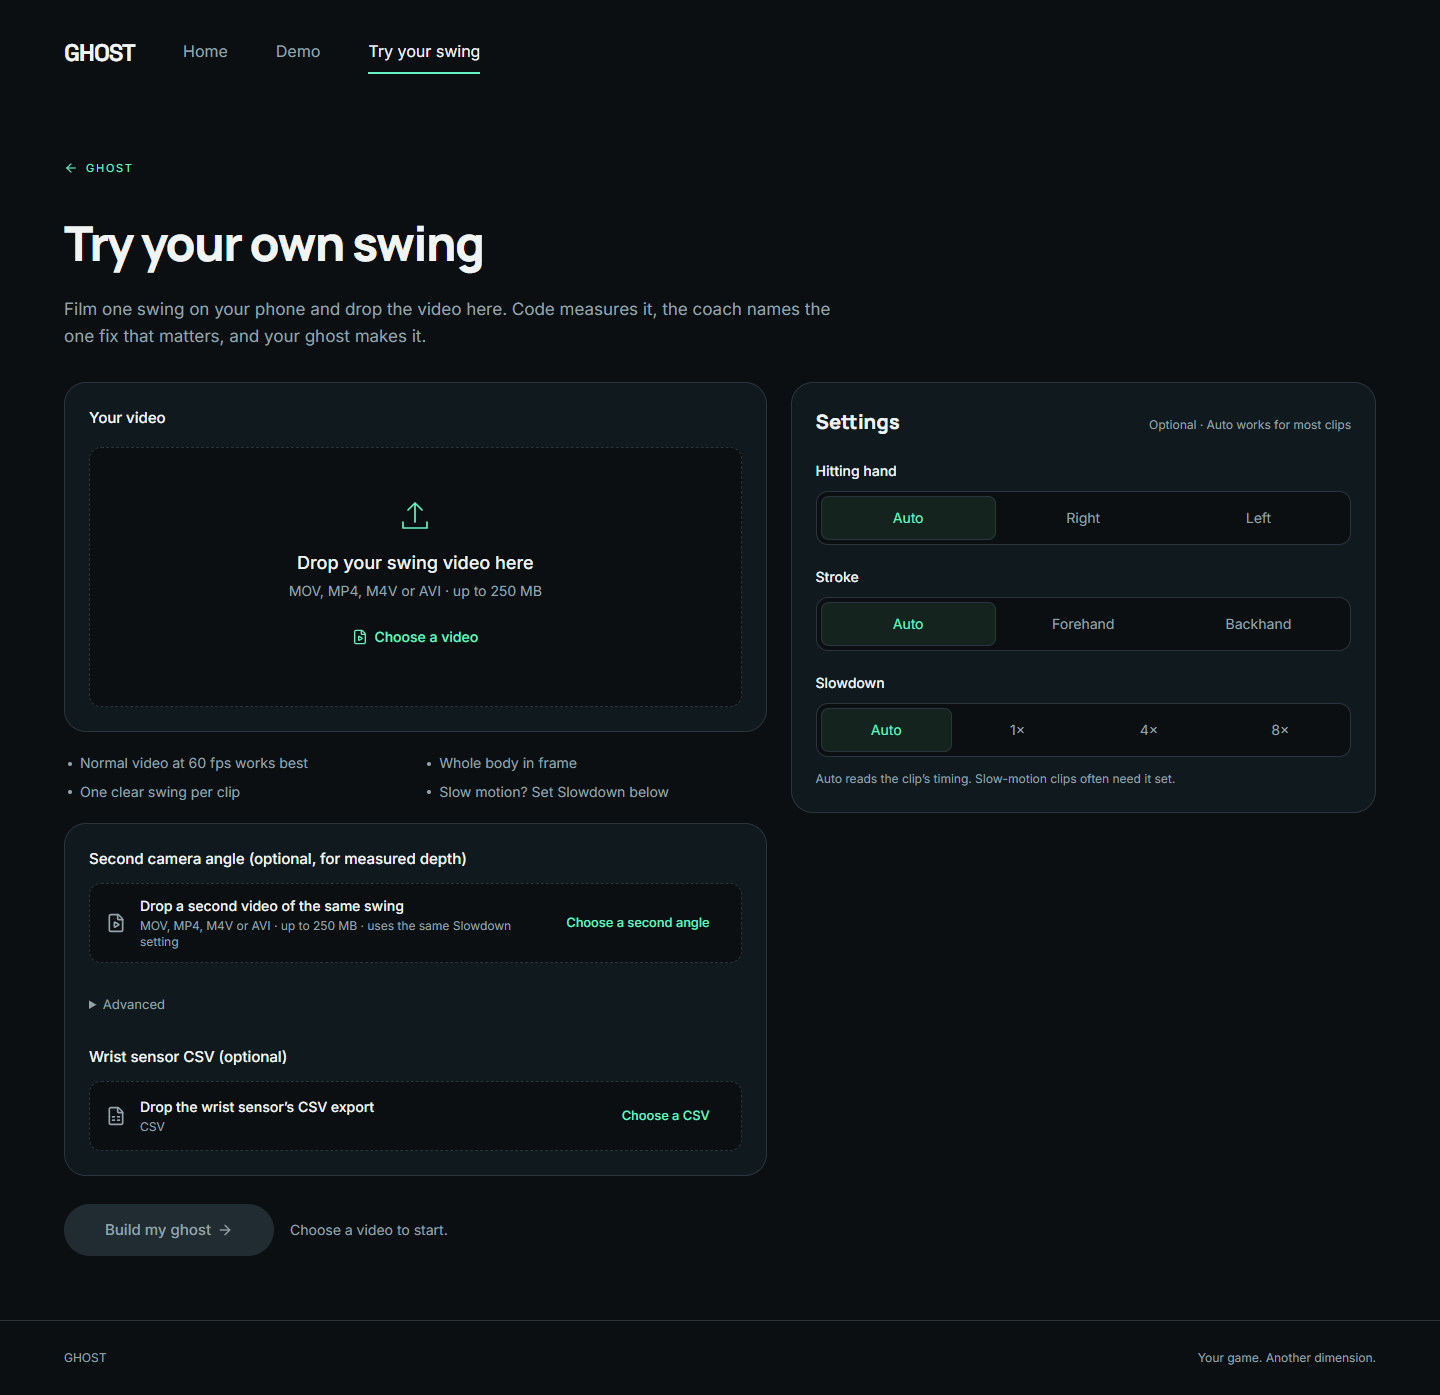 GHOST
Home
Demo
Try your swing
← GHOST
Try your own swing
Film one swing on your phone and drop the video here. Code measures it, the coach names the
one fix that matters, and your ghost makes it.
Your video
Drop your swing video here
MOV, MP4, M4V or AVI · up to 250 MB
Choose a video
• Normal video at 60 fps works best
• Whole body in frame
• One clear swing per clip
• Slow motion? Set Slowdown below
Second camera angle (optional, for measured depth)
Drop a second video of the same swing
MOV, MP4, M4V or AVI · up to 250 MB · uses the same Slowdown
setting
Choose a second angle
▶ Advanced
Wrist sensor CSV (optional)
Drop the wrist sensor’s CSV export
CSV
Choose a CSV
Build my ghost →
Choose a video to start.
Settings
Optional · Auto works for most clips
Hitting hand
Auto
Right
Left
Stroke
Auto
Forehand
Backhand
Slowdown
Auto
1×
4×
8×
Auto reads the clip’s timing. Slow-motion clips often need it set.
GHOST
Your game. Another dimension.